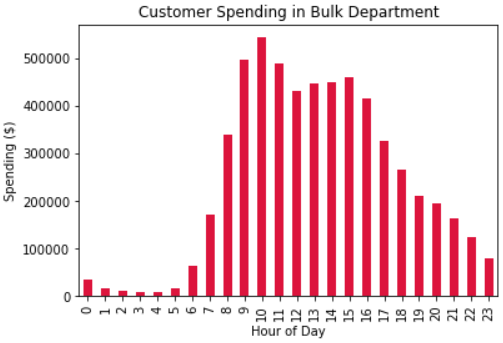 Customer Spending in Bulk Department
500000
400000
300000
200000
100000
0
Spending ($)
0 1 2 3 4 5 6 7 8 9 10 11 12 13 14 15 16 17 18 19 20 21 22 23
Hour of Day